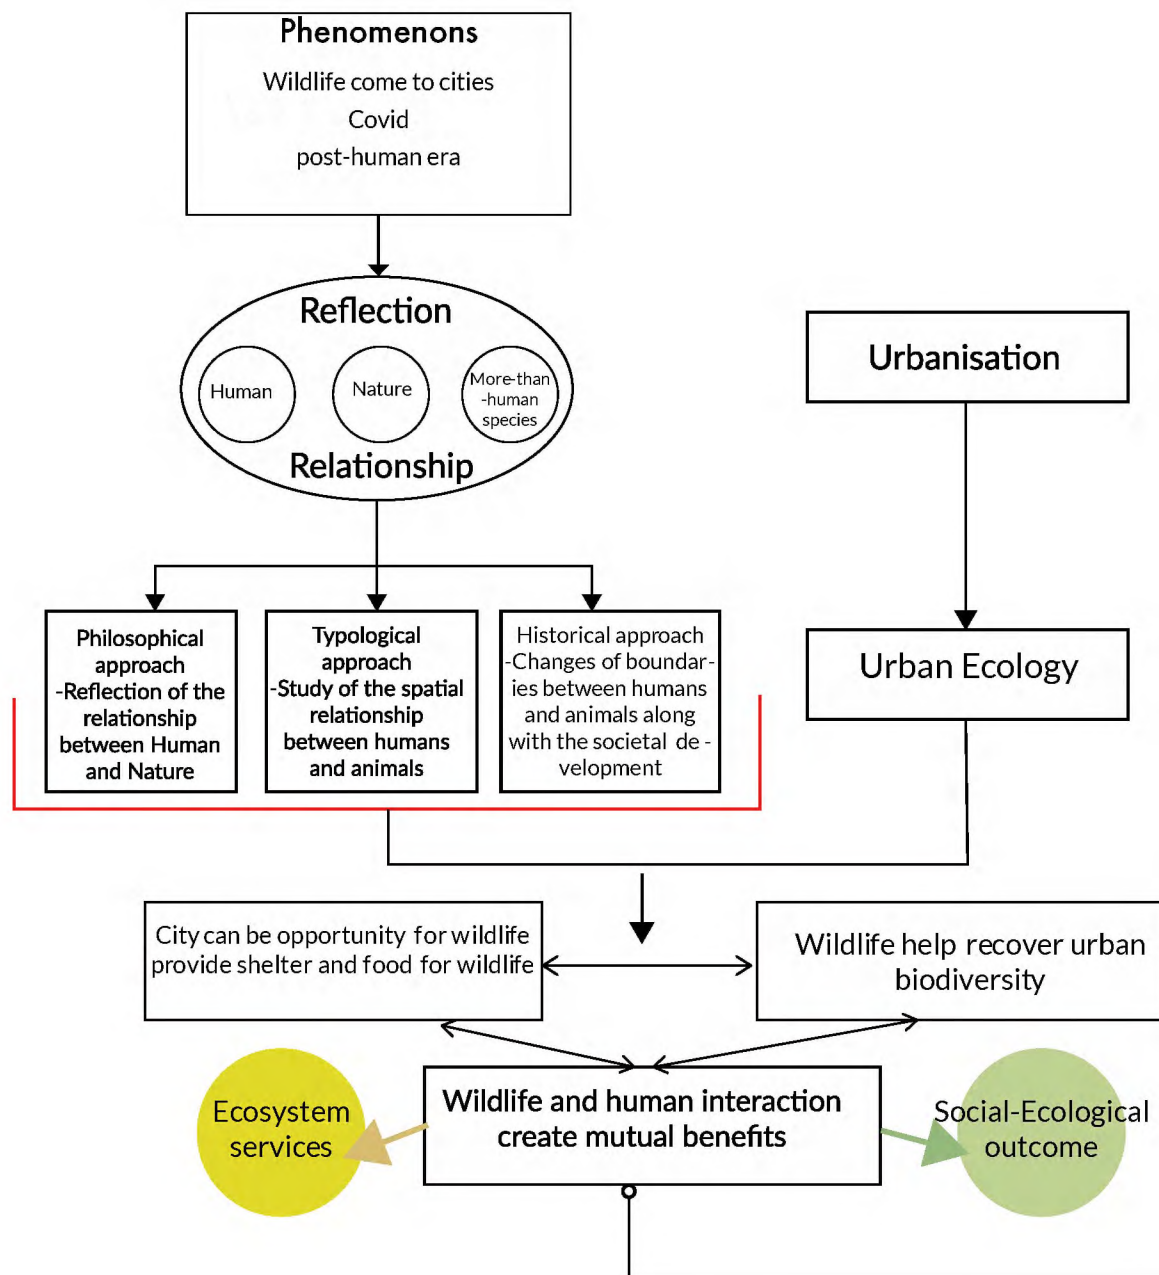 Phenomenons
Wildlife come to cities
Covid
post-human era
Reflection
Human
Nature
More-than
-human
species
Relationship
Urbanisation
Philosophical
approach
-Reflection of the
relationship
between Human
and Nature
Typological
approach
-Study of the spatial
relationship
between humans
and animals
Historical approach
-Changes of boundar-
ies between humans
and animals along
with the societal de -
velopment
Urban Ecology
City can be opportunity for wildlife
provide shelter and food for wildlife
Wildlife help recover urban
biodiversity
Ecosystem
services
Wildlife and human interaction
create mutual benefits
Social-Ecological
outcome